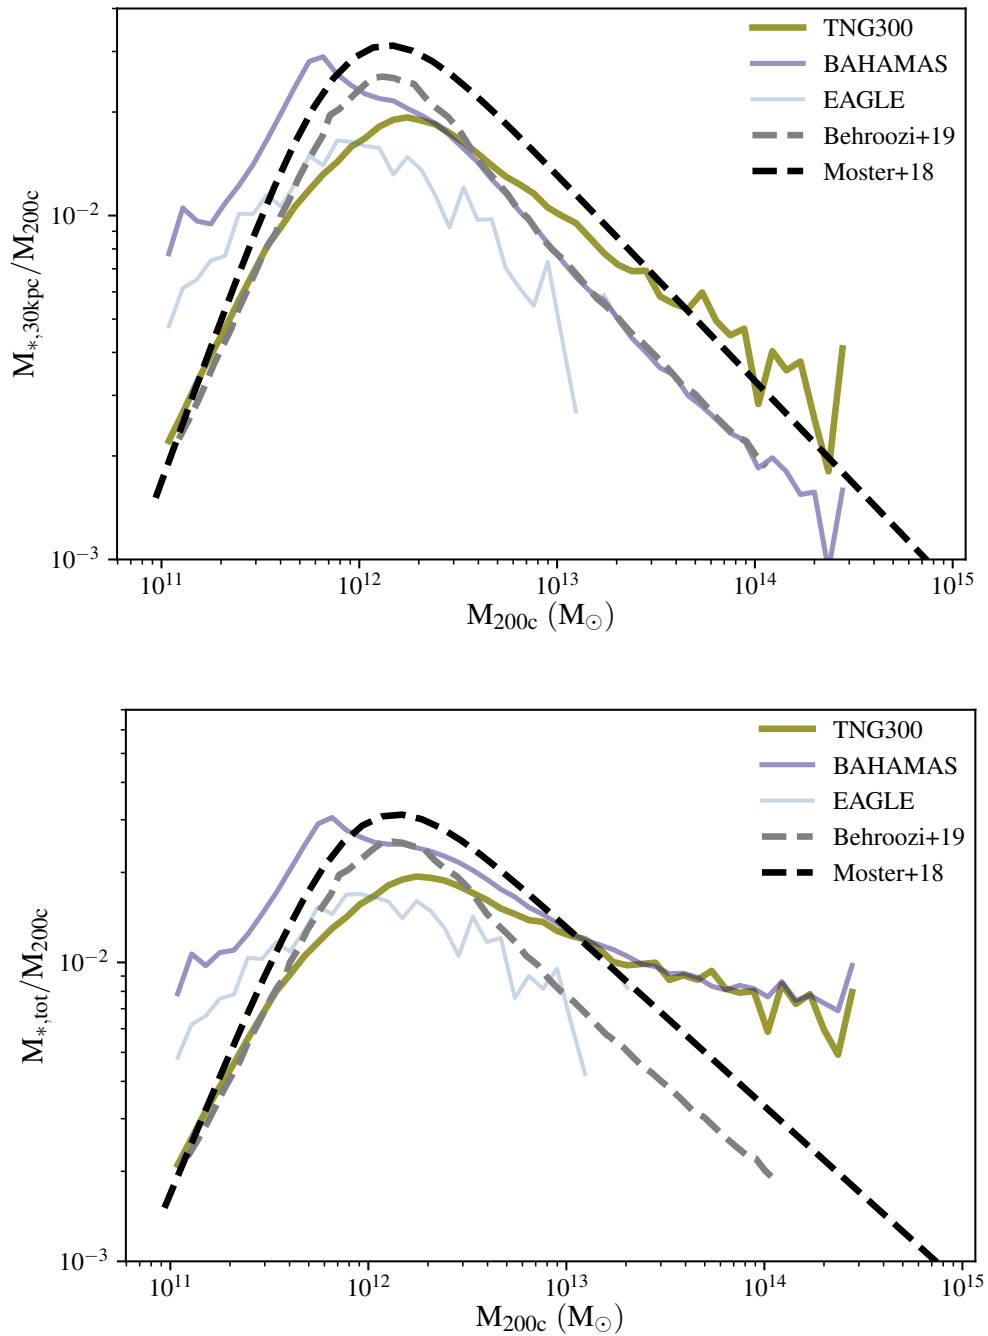 TNG300
BAHAMAS
EAGLE
Behroozi+19
Moster+18
10⁻²
10⁻³
M*,30kpc/M200c
10¹¹ 10¹² 10¹³ 10¹⁴ 10¹⁵
M200c (M☉)
TNG300
BAHAMAS
EAGLE
Behroozi+19
Moster+18
10⁻²
10⁻³
M*,tot/M200c
10¹¹ 10¹² 10¹³ 10¹⁴ 10¹⁵
M200c (M☉)